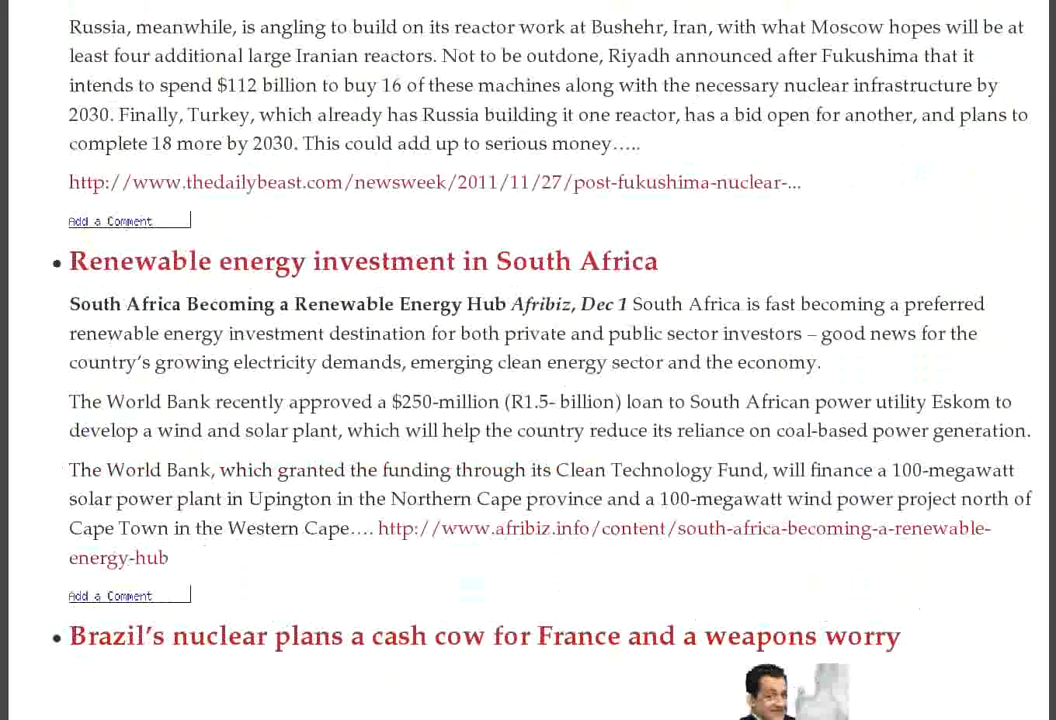 Russia, meanwhile, is angling to build on its reactor work at Bushehr, Iran, with what Moscow hopes will be at
least four additional large Iranian reactors. Not to be outdone, Riyadh announced after Fukushima that it
intends to spend $112 billion to buy 16 of these machines along with the necessary nuclear infrastructure by
2030. Finally, Turkey, which already has Russia building it one reactor, has a bid open for another, and plans to
complete 18 more by 2030. This could add up to serious money…..
http://www.thedailybeast.com/newsweek/2011/11/27/post-fukushima-nuclear-...
Add a Comment
• Renewable energy investment in South Africa
South Africa Becoming a Renewable Energy Hub Afribiz, Dec 1 South Africa is fast becoming a preferred
renewable energy investment destination for both private and public sector investors – good news for the
country's growing electricity demands, emerging clean energy sector and the economy.
The World Bank recently approved a $250-million (R1.5- billion) loan to South African power utility Eskom to
develop a wind and solar plant, which will help the country reduce its reliance on coal-based power generation.
The World Bank, which granted the funding through its Clean Technology Fund, will finance a 100-megawatt
solar power plant in Upington in the Northern Cape province and a 100-megawatt wind power project north of
Cape Town in the Western Cape…. http://www.afribiz.info/content/south-africa-becoming-a-renewable-
energy-hub
Add a Comment
• Brazil's nuclear plans a cash cow for France and a weapons worry